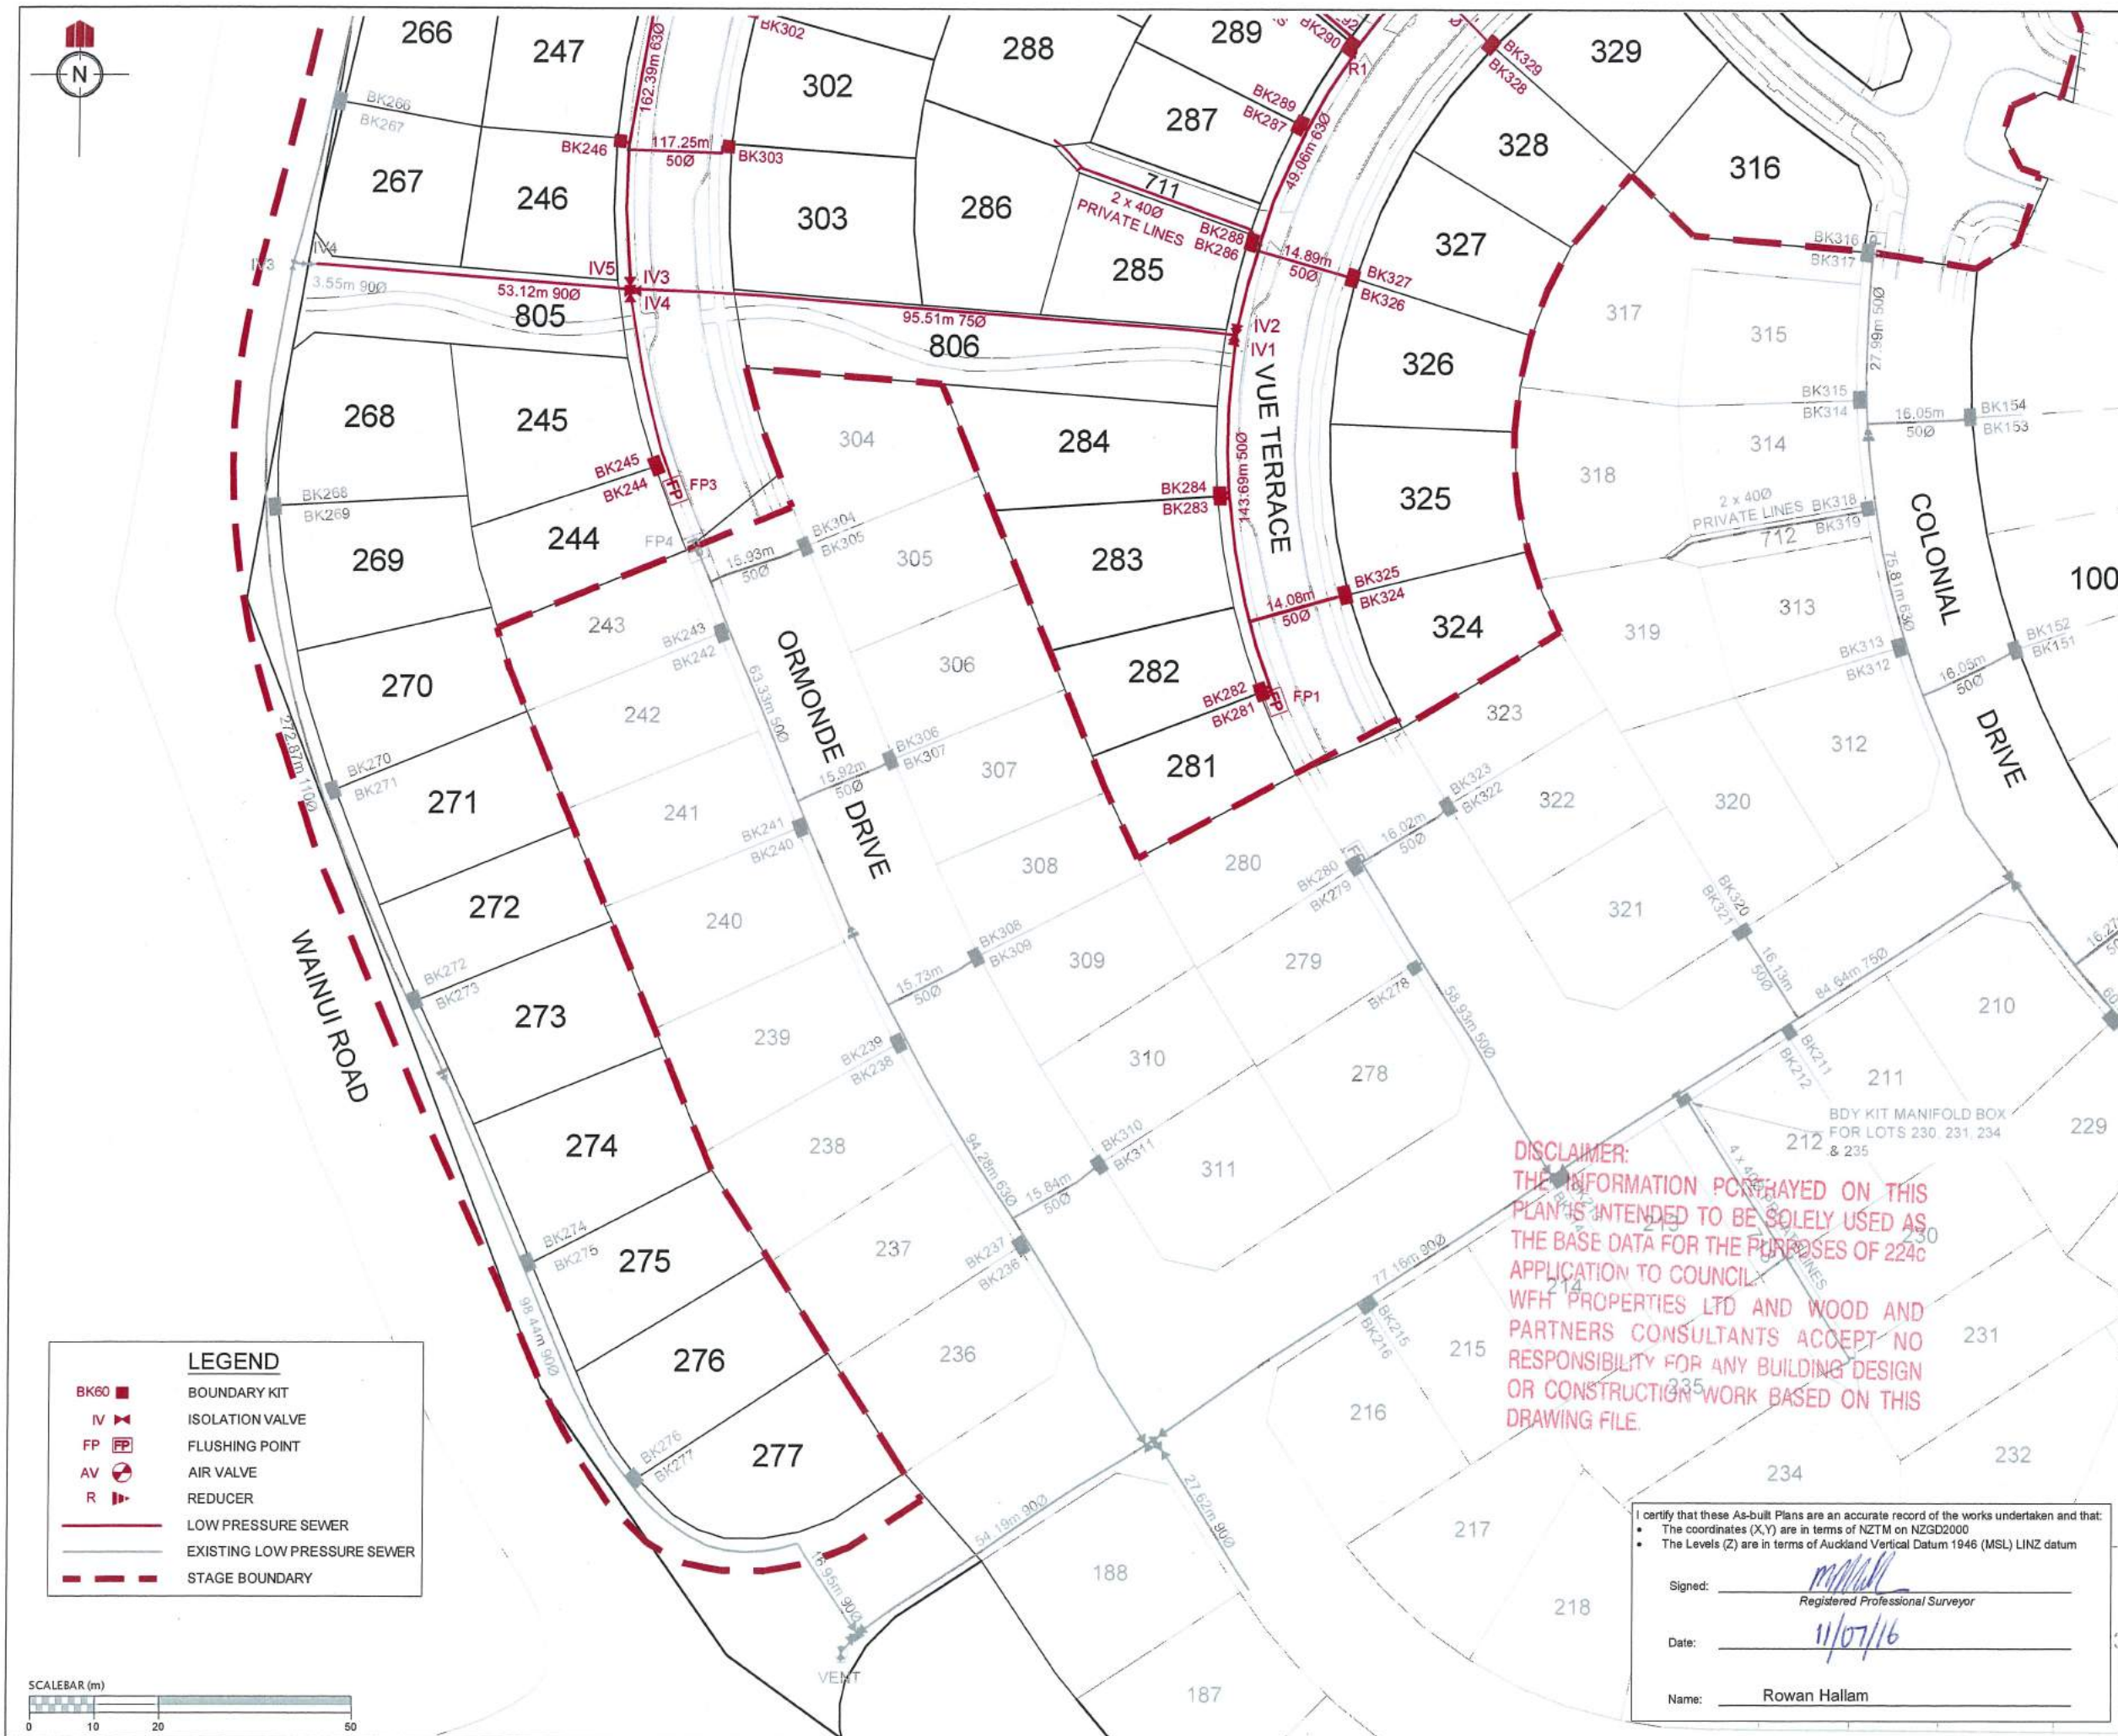 N
266
247
162.39m 63Ø
BK302
302
288
289
BK290
R1
BK329
BK328
329
BK266
BK267
BK246
117.25m
50Ø
BK303
287
BK289
BK287
49.06m 63Ø
328
316
267
246
303
286
711
2 x 40Ø
PRIVATE LINES
BK288
BK286
14.89m
50Ø
BK327
BK326
327
BK316
BK317
IV4
IV3
3.55m 90Ø
53.12m 90Ø
IV5
IV3
IV4
285
317
315
27.99m 50Ø
805
95.51m 75Ø
806
IV2
IV1
326
BK315
BK314
16.05m
50Ø
BK154
BK153
268
245
304
284
VUE TERRACE
143.69m 50Ø
314
318
BK245
BK244
FP
FP3
BK268
BK269
BK284
BK283
325
2 x 40Ø
PRIVATE LINES
BK318
BK319
712
COLONIAL
DRIVE
269
244
FP4
15.93m
50Ø
BK304
BK305
305
283
14.08m
50Ø
BK325
BK324
324
75.81m 63Ø
313
100
243
BK243
BK242
ORMONDE
DRIVE
306
282
319
BK313
BK312
BK152
BK151
16.05m
50Ø
270
242
63.33m 50Ø
BK282
BK281
FP
FP1
323
312
272.87m 110Ø
BK270
BK271
271
241
15.92m
50Ø
BK306
BK307
307
281
BK323
BK322
322
320
BK241
BK240
308
280
BK280
BK279
16.02m
50Ø
272
240
321
BK320
BK321
16.13m
50Ø
84.64m 75Ø
WAINUI ROAD
BK272
BK273
273
239
15.73m
50Ø
BK308
BK309
309
279
BK278
58.93m 50Ø
210
BK239
BK238
310
278
BK211
BK212
211
274
238
94.28m 63Ø
15.84m
50Ø
BK310
BK311
311
BDY KIT MANIFOLD BOX
FOR LOTS 230, 231, 234
& 235
212
229
DISCLAIMER:
THE INFORMATION PORTRAYED ON THIS
PLAN IS INTENDED TO BE SOLELY USED AS
THE BASE DATA FOR THE PURPOSES OF 224c
APPLICATION TO COUNCIL.
WFH PROPERTIES LTD AND WOOD AND
PARTNERS CONSULTANTS ACCEPT NO
RESPONSIBILITY FOR ANY BUILDING DESIGN
OR CONSTRUCTION WORK BASED ON THIS
DRAWING FILE.
213
230
214
BK274
BK275
275
237
BK237
BK236
77.16m 90Ø
BK215
BK216
215
231
235
98.44m 90Ø
276
236
216
BK276
BK277
277
54.19m 90Ø
27.62m 90Ø
234
232
16.95m 90Ø
188
217
218
VENT
187
LEGEND
BK60 BOUNDARY KIT
IV ISOLATION VALVE
FP FP FLUSHING POINT
AV AIR VALVE
R REDUCER
LOW PRESSURE SEWER
EXISTING LOW PRESSURE SEWER
STAGE BOUNDARY
SCALEBAR (m)
0 10 20 50
I certify that these As-built Plans are an accurate record of the works undertaken and that:
• The coordinates (X,Y) are in terms of NZTM on NZGD2000
• The Levels (Z) are in terms of Auckland Vertical Datum 1946 (MSL) LINZ datum
Signed:
Registered Professional Surveyor
Date: 11/07/16
Name: Rowan Hallam